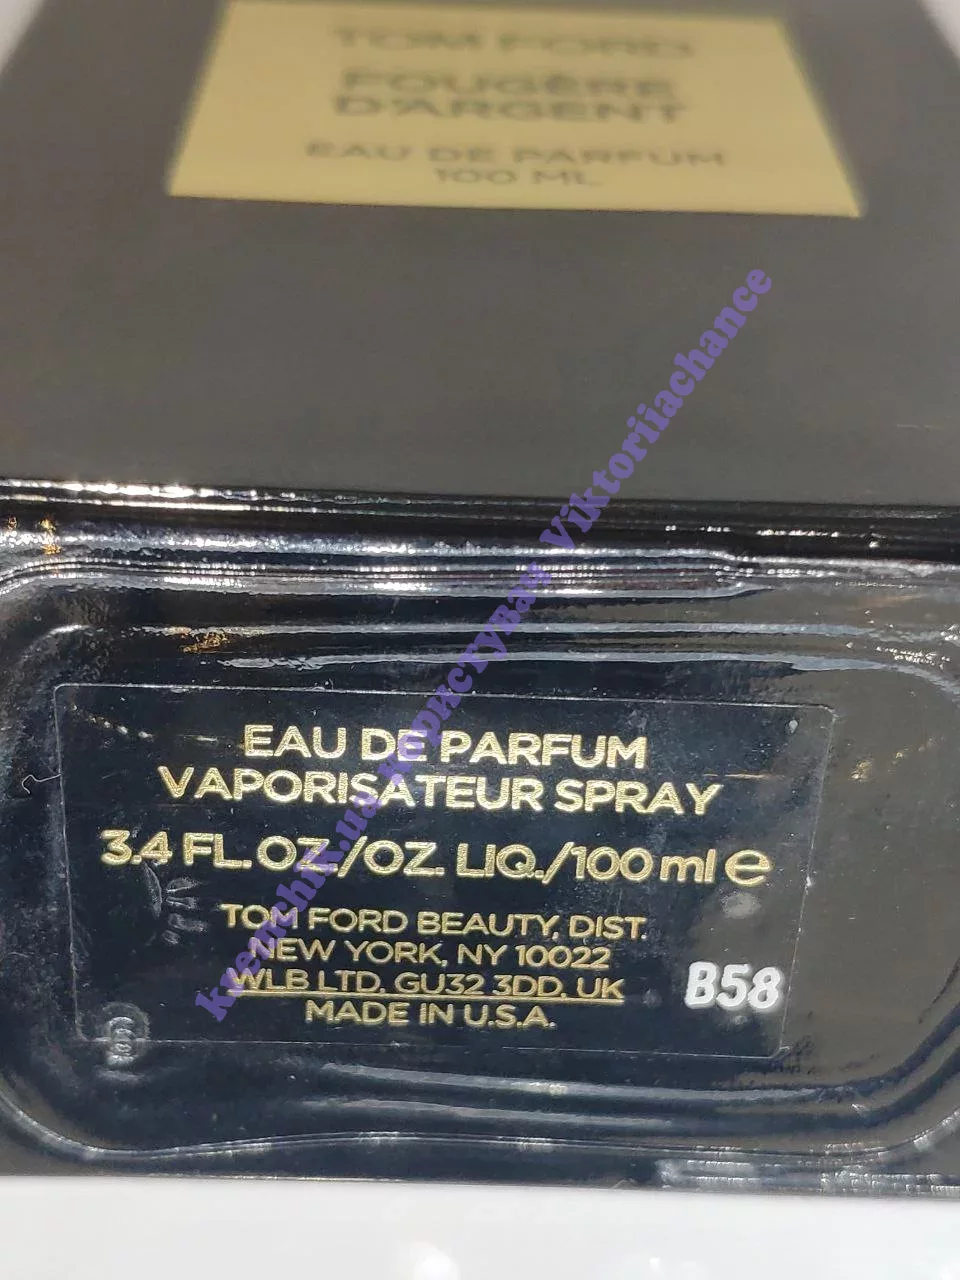 TOM FORD
FOUGÈRE
D'ARGENT
EAU DE PARFUM
100 ML
EAU DE PARFUM
VAPORISATEUR SPRAY
3.4 FL. OZ./OZ. LIQ./100 ml e
TOM FORD BEAUTY, DIST.
NEW YORK, NY 10022
WLB LTD. GU32 3DD. UK
MADE IN U.S.A.
B58
Viktoriiachance